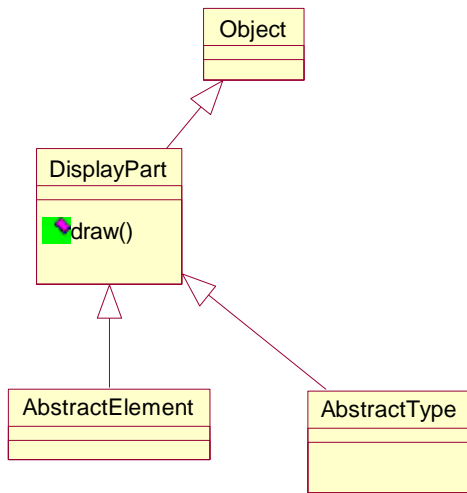 Object
DisplayPart
draw()
AbstractElement
AbstractType